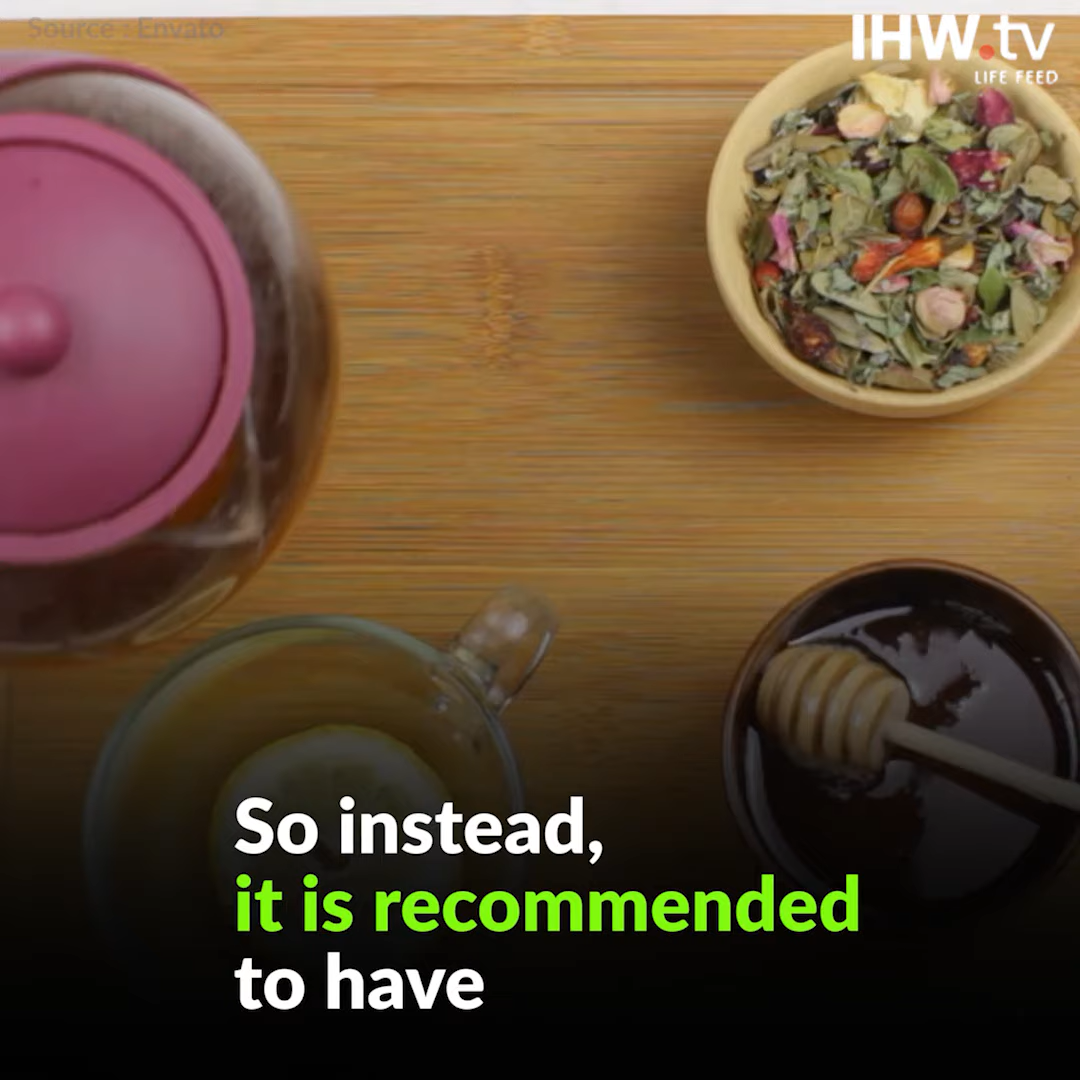 Source : Envato
IHW.tv
LIFE FEED
So instead,
it is recommended
to have